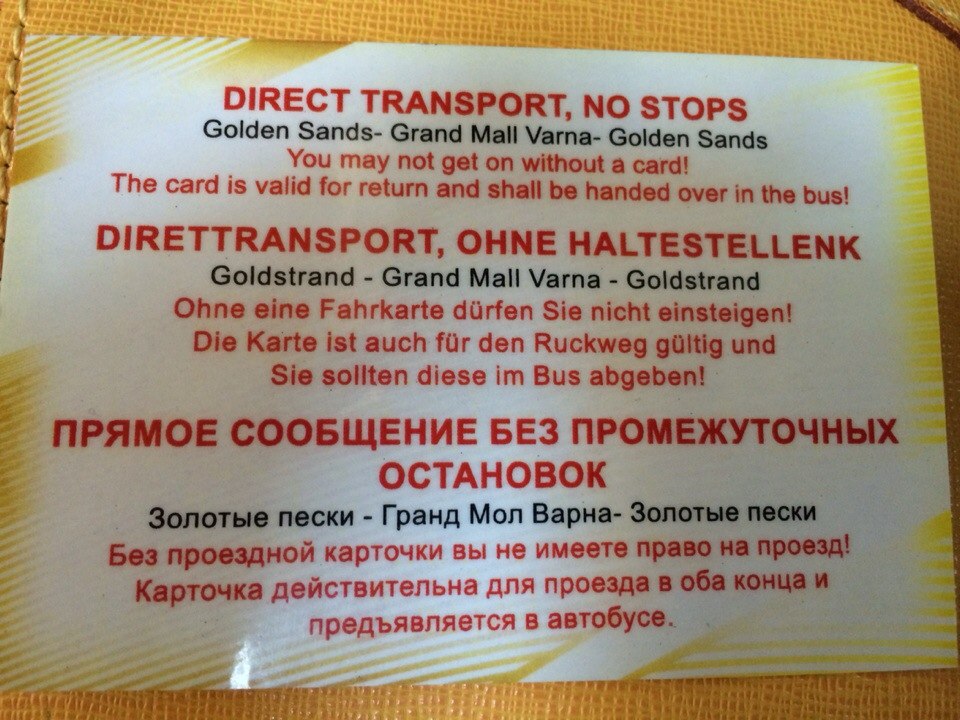 DIRECT TRANSPORT, NO STOPS
Golden Sands- Grand Mall Varna- Golden Sands
You may not get on without a card!
The card is valid for return and shall be handed over in the bus!
DIRETTRANSPORT, OHNE HALTESTELLENK
Goldstrand - Grand Mall Varna - Goldstrand
Ohne eine Fahrkarte dürfen Sie nicht einsteigen!
Die Karte ist auch für den Ruckweg gültig und
Sie sollten diese im Bus abgeben!
ПРЯМОЕ СООБЩЕНИЕ БЕЗ ПРОМЕЖУТОЧНЫХ
ОСТАНОВОК
Золотые пески - Гранд Мол Варна- Золотые пески
Без проездной карточки вы не имеете право на проезд!
Карточка действительна для проезда в оба конца и
предъявляется в автобусе.